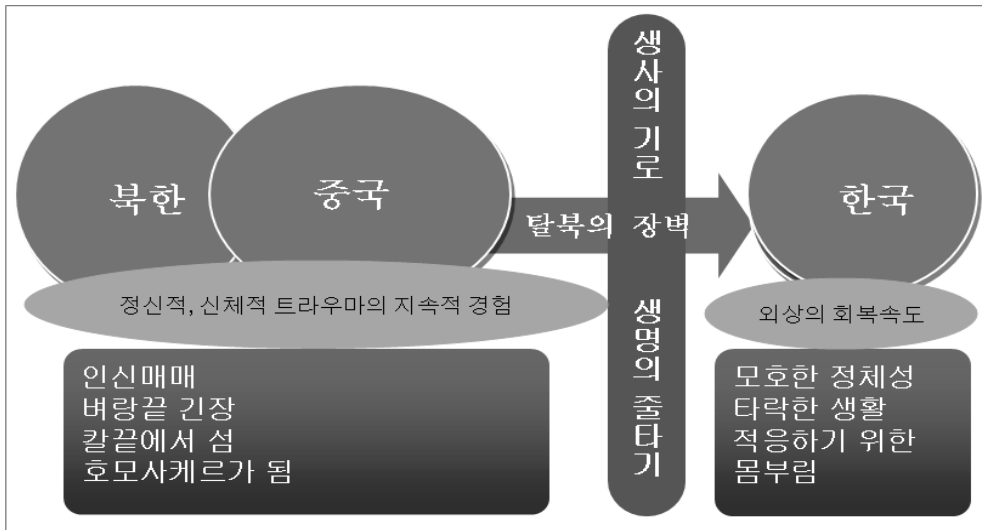 북한
중국
생사의 기로
탈북의 장벽
생명의 줄타기
한국
정신적, 신체적 트라우마의 지속적 경험
외상의 회복속도
인신매매
벼랑끝 긴장
칼끝에서 섬
호모사케르가 됨
모호한 정체성
타락한 생활
적응하기 위한
몸부림